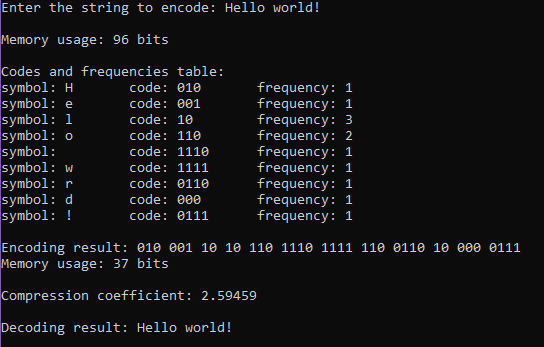 Enter the string to encode: Hello world!
Memory usage: 96 bits
Codes and frequencies table:
symbol: H code: 010 frequency: 1
symbol: e code: 001 frequency: 1
symbol: l code: 10 frequency: 3
symbol: o code: 110 frequency: 2
symbol: code: 1110 frequency: 1
symbol: w code: 1111 frequency: 1
symbol: r code: 0110 frequency: 1
symbol: d code: 000 frequency: 1
symbol: ! code: 0111 frequency: 1
Encoding result: 010 001 10 10 110 1110 1111 110 0110 10 000 0111
Memory usage: 37 bits
Compression coefficient: 2.59459
Decoding result: Hello world!